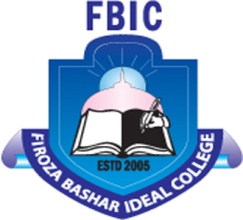 FBIC
ESTD 2005
FIROZA BASHAR IDEAL COLLEGE